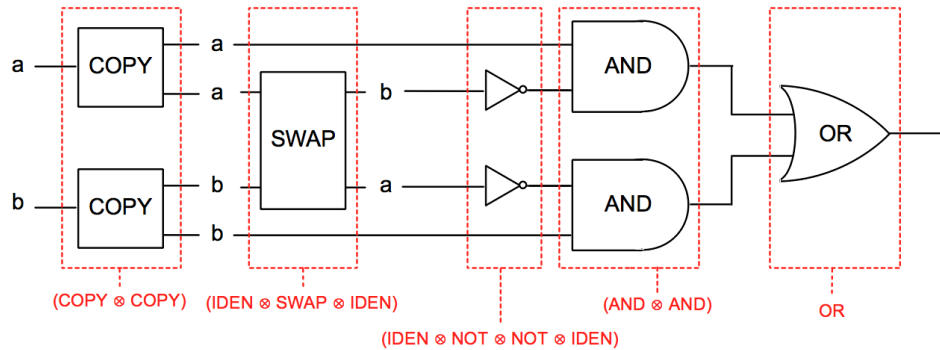 a COPY a a b b
a AND
SWAP
OR
b COPY b b a
AND
(COPY ⊗ COPY) (IDEN ⊗ SWAP ⊗ IDEN) (AND ⊗ AND) OR
(IDEN ⊗ NOT ⊗ NOT ⊗ IDEN)